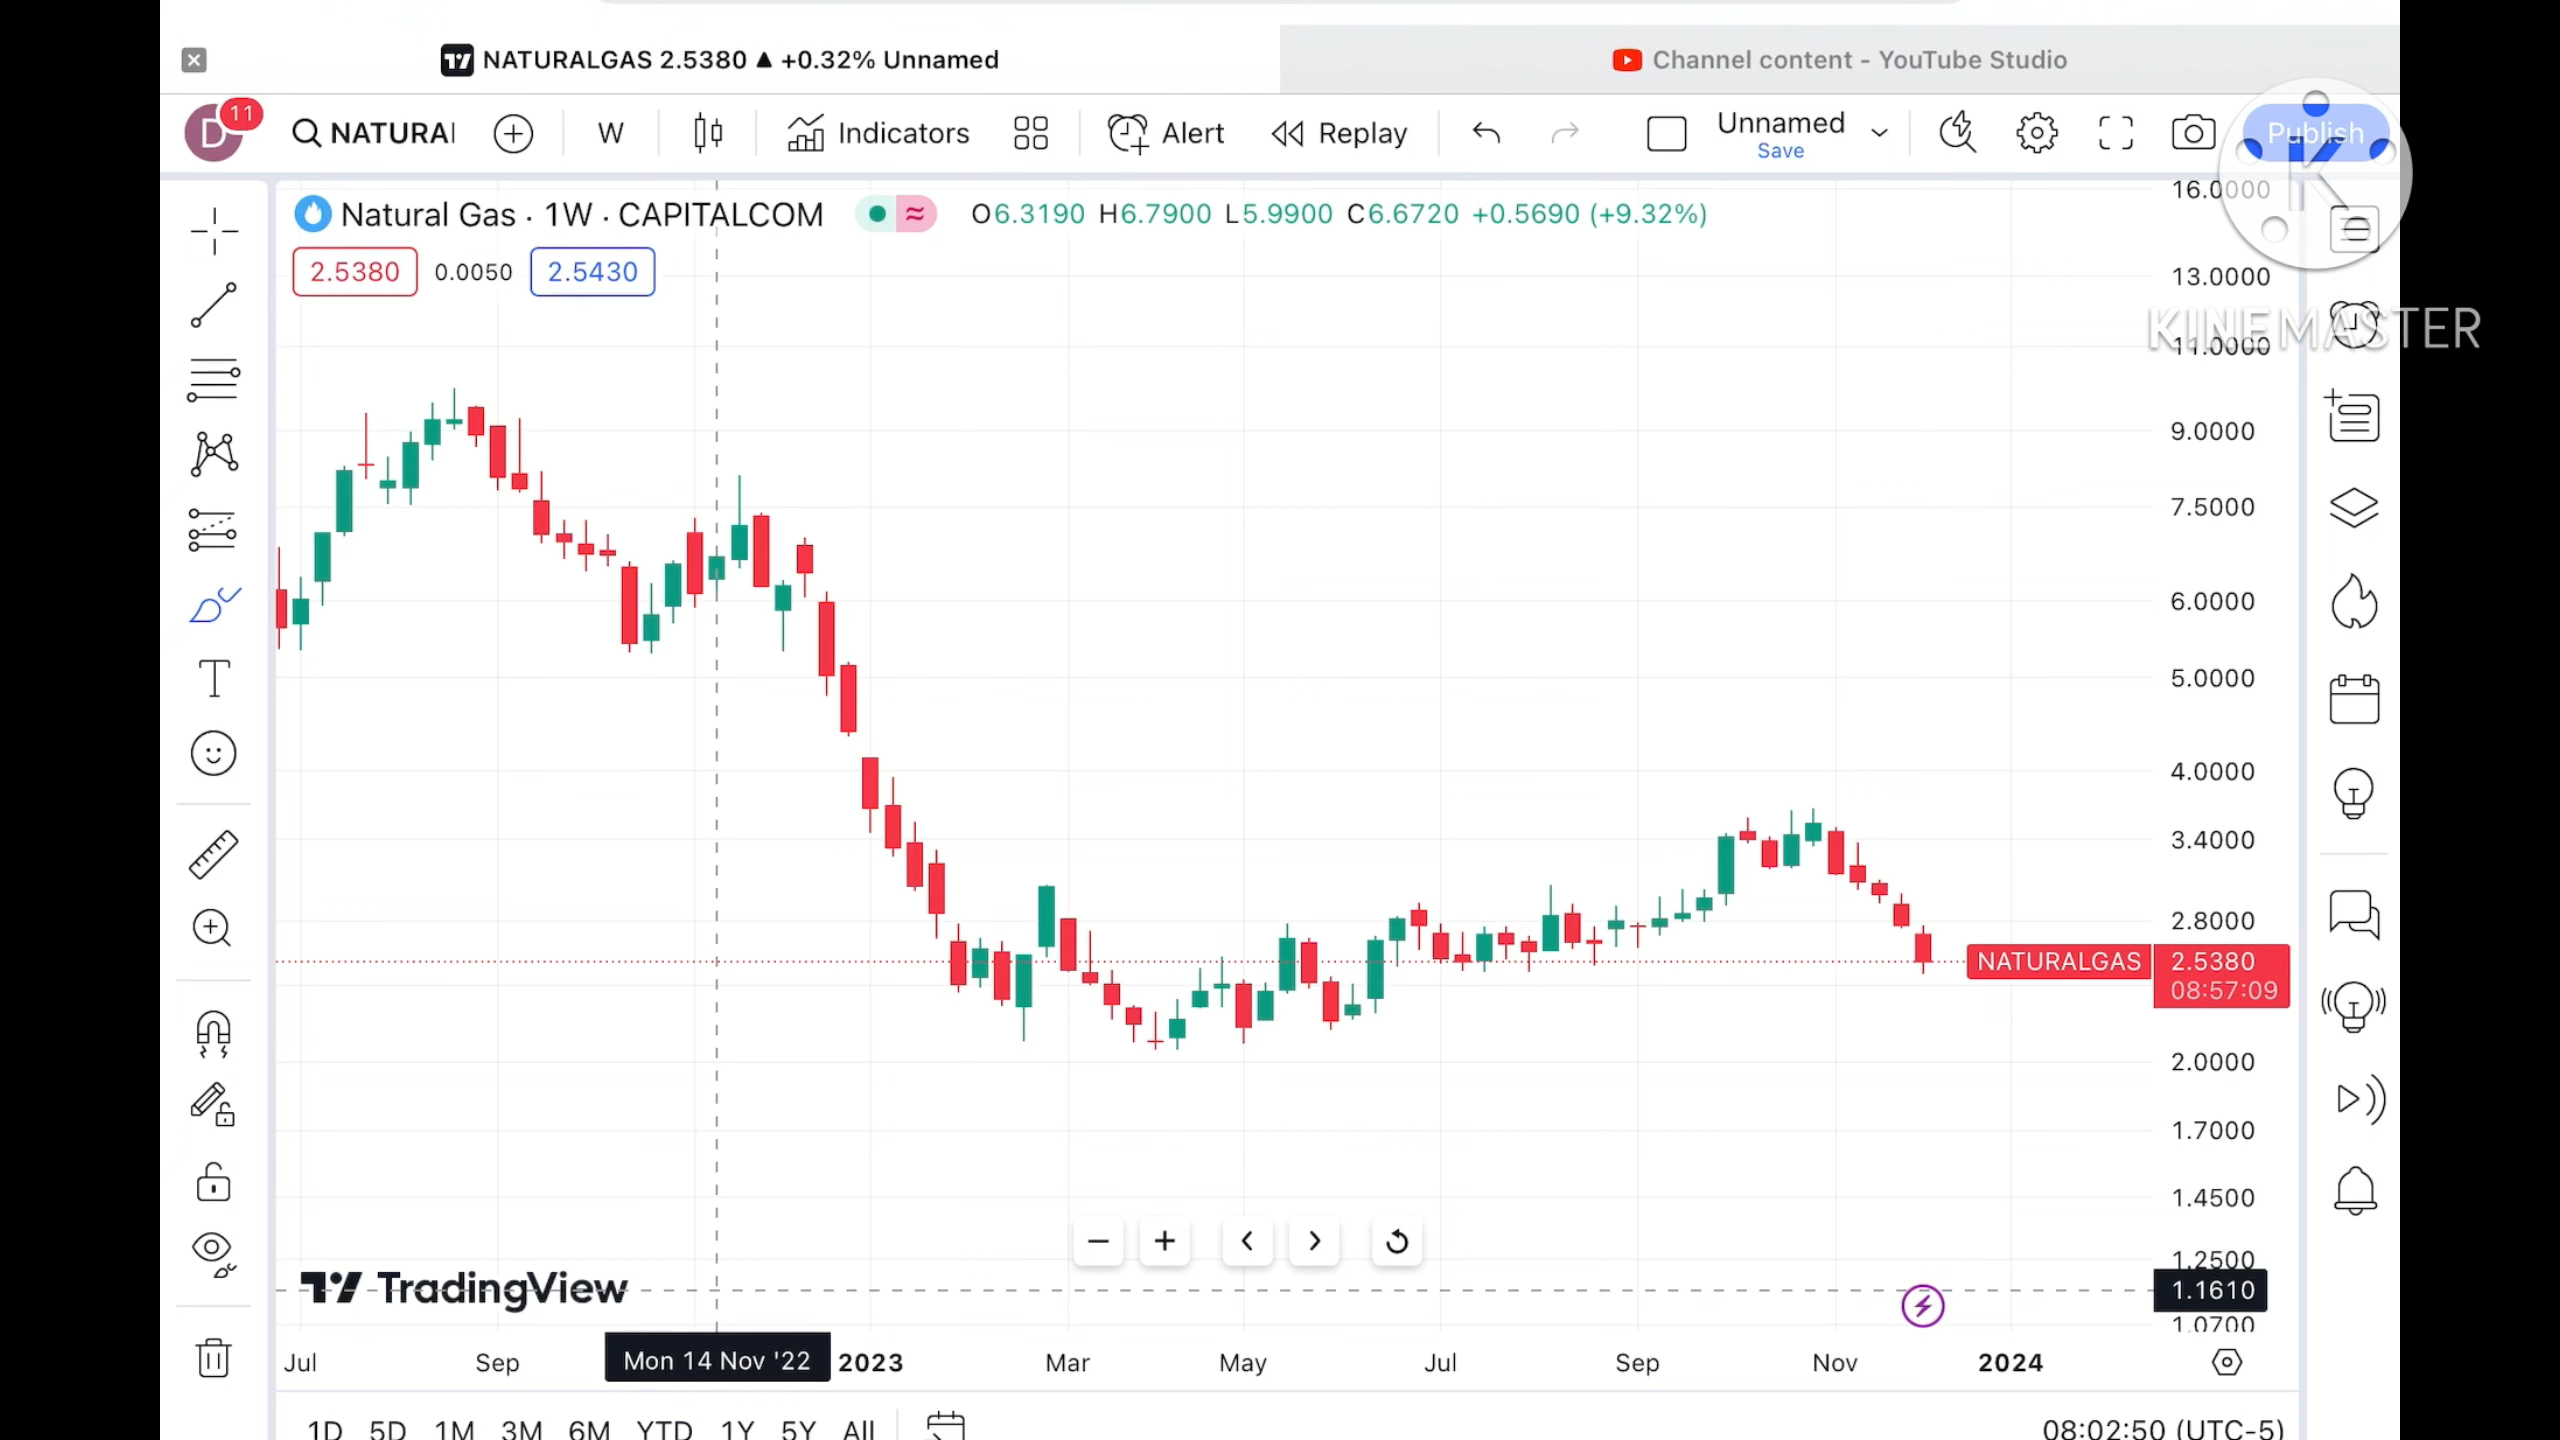 NATURALGAS 2.5380 ▲ +0.32% Unnamed
Channel content - YouTube Studio
D
11
NATURAL
W
Indicators
Alert
Replay
Unnamed
Save
Publish
Natural Gas · 1W · CAPITALCOM
≈
O6.3190 H6.7900 L5.9900 C6.6720 +0.5690 (+9.32%)
2.5380
0.0050
2.5430
K
KINEMASTER
16.0000
13.0000
11.0000
9.0000
7.5000
6.0000
5.0000
4.0000
3.4000
2.8000
NATURALGAS
2.5380
08:57:09
2.0000
1.7000
1.4500
1.2500
1.1610
1.0700
TradingView
Jul
Sep
Mon 14 Nov '22
2023
Mar
May
Jul
Sep
Nov
2024
1D 5D 1M 3M 6M YTD 1Y 5Y All
08:02:50 (UTC-5)